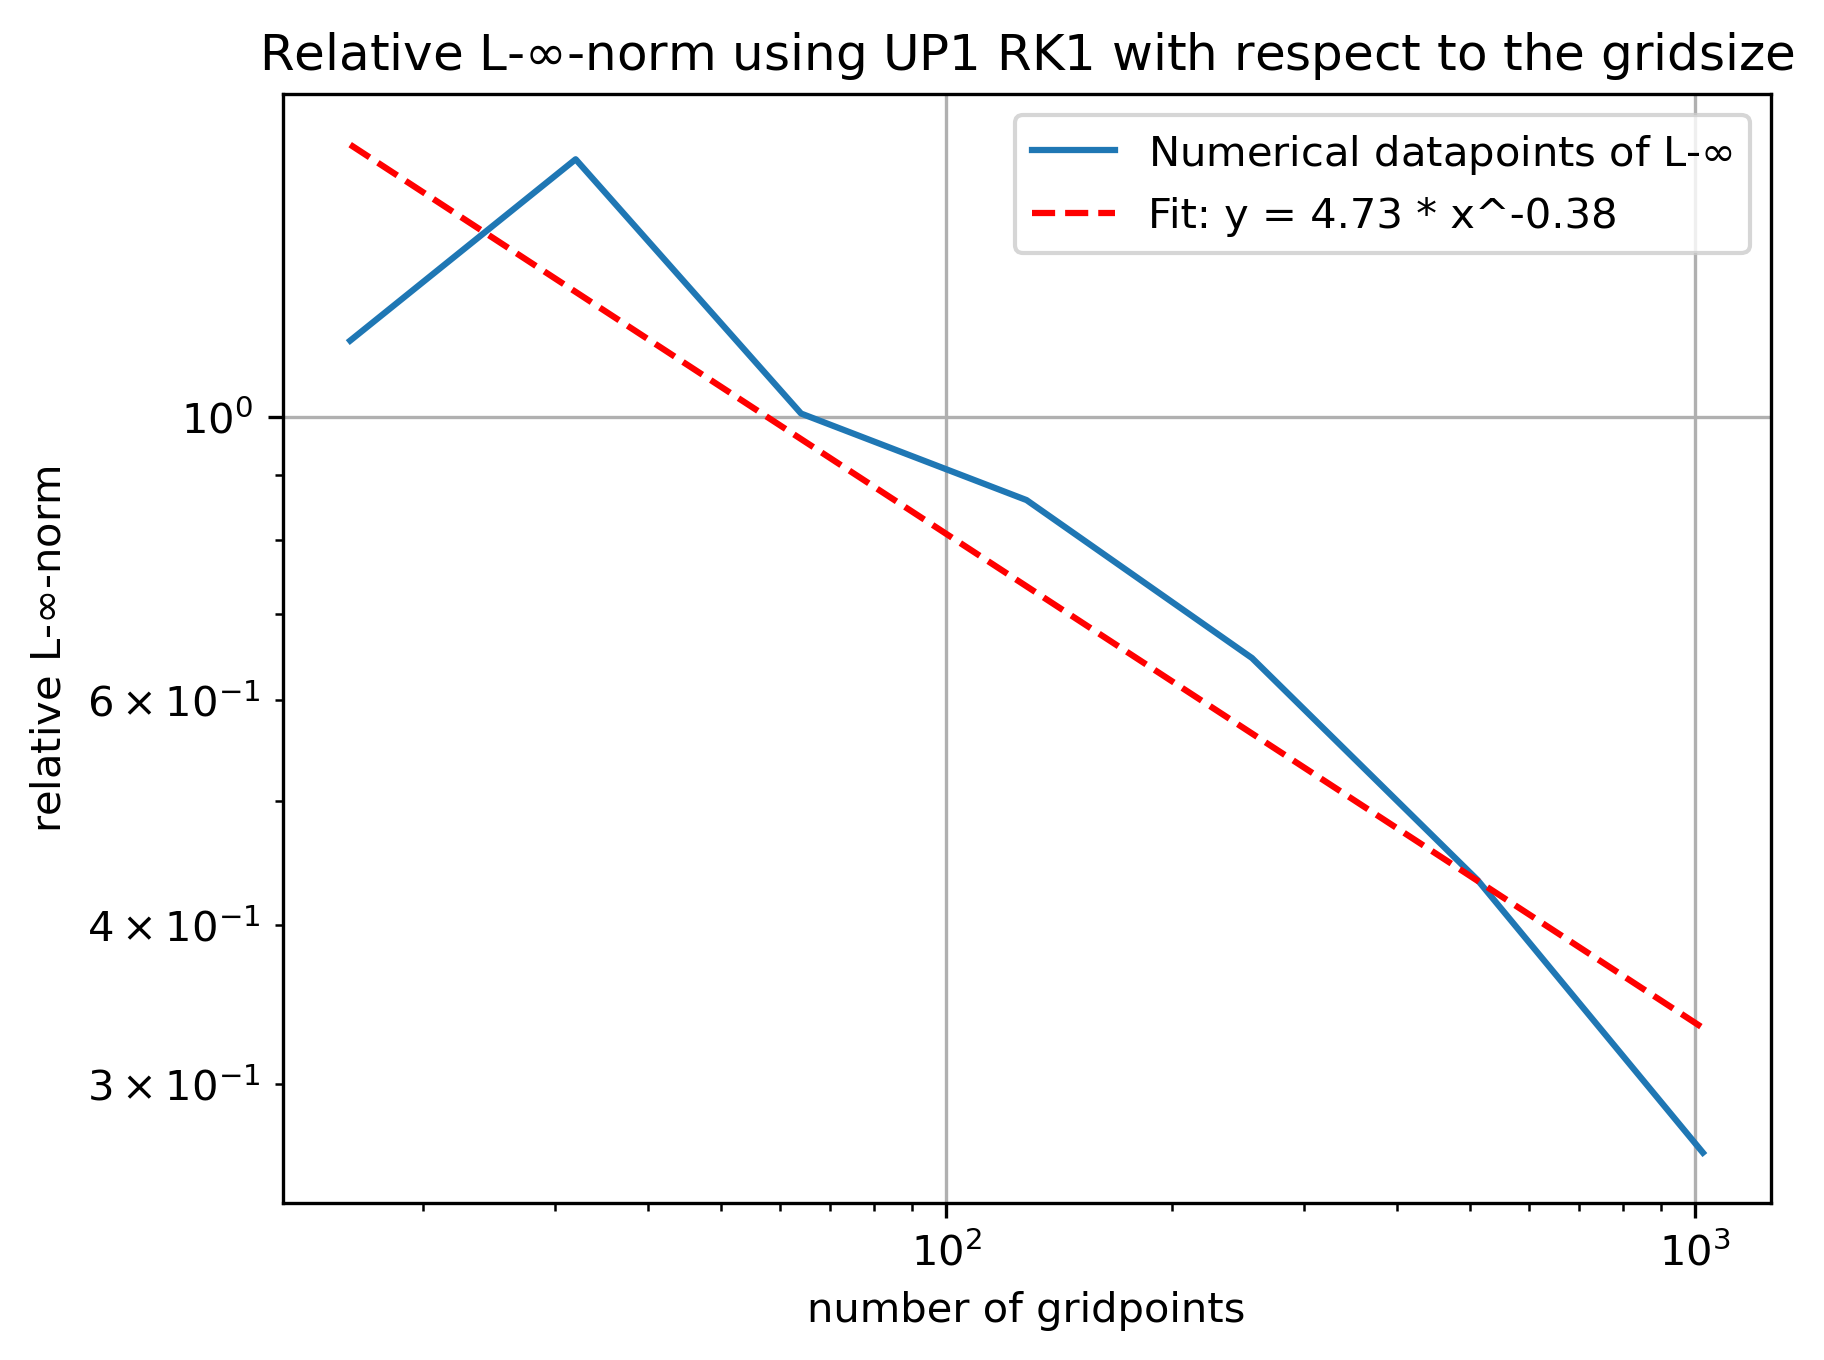 Relative L-∞-norm using UP1 RK1 with respect to the gridsize
Numerical datapoints of L-∞
Fit: y = 4.73 * x^-0.38
relative L-∞-norm
10⁰
6 × 10⁻¹
4 × 10⁻¹
3 × 10⁻¹
10² 10³
number of gridpoints